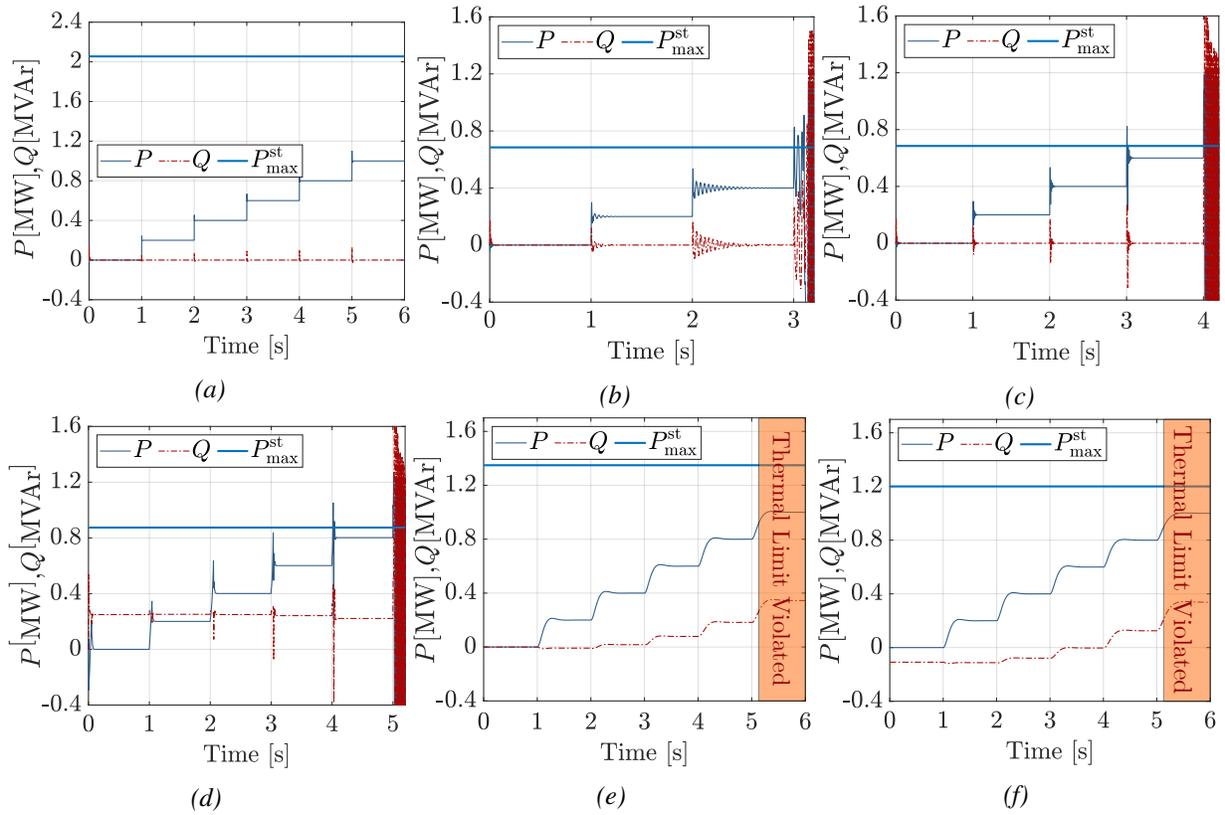 2.4
2
1.6
1.2
0.8
0.4
0
-0.4
P[MW],Q[MVAr]
P Q P_max^st
0 1 2 3 4 5 6
Time [s]
(a)
1.6
1.2
0.8
0.4
0
-0.4
P[MW],Q[MVAr]
P Q P_max^st
0 1 2 3
Time [s]
(b)
1.6
1.2
0.8
0.4
0
-0.4
P[MW],Q[MVAr]
P Q P_max^st
0 1 2 3 4
Time [s]
(c)
1.6
1.2
0.8
0.4
0
-0.4
P[MW],Q[MVAr]
P Q P_max^st
0 1 2 3 4 5
Time [s]
(d)
1.6
1.2
0.8
0.4
0
-0.4
P[MW],Q[MVAr]
P Q P_max^st
Thermal Limit Violated
0 1 2 3 4 5 6
Time [s]
(e)
1.6
1.2
0.8
0.4
0
-0.4
P[MW],Q[MVAr]
P Q P_max^st
Thermal Limit Violated
0 1 2 3 4 5 6
Time [s]
(f)